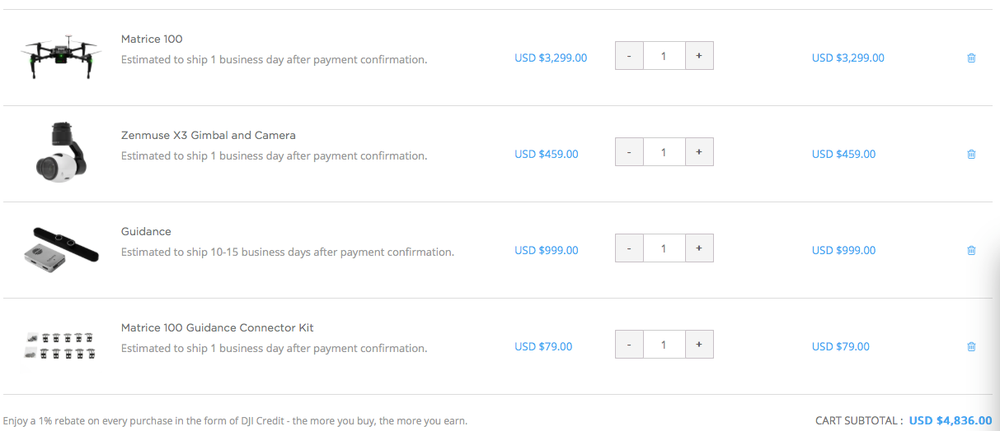 Matrice 100
Estimated to ship 1 business day after payment confirmation.
USD $3,299.00 - 1 + USD $3,299.00
Zenmuse X3 Gimbal and Camera
Estimated to ship 1 business day after payment confirmation.
USD $459.00 - 1 + USD $459.00
Guidance
Estimated to ship 10-15 business days after payment confirmation.
USD $999.00 - 1 + USD $999.00
Matrice 100 Guidance Connector Kit
Estimated to ship 1 business day after payment confirmation.
USD $79.00 - 1 + USD $79.00
Enjoy a 1% rebate on every purchase in the form of DJI Credit - the more you buy, the more you earn.
CART SUBTOTAL : USD $4,836.00